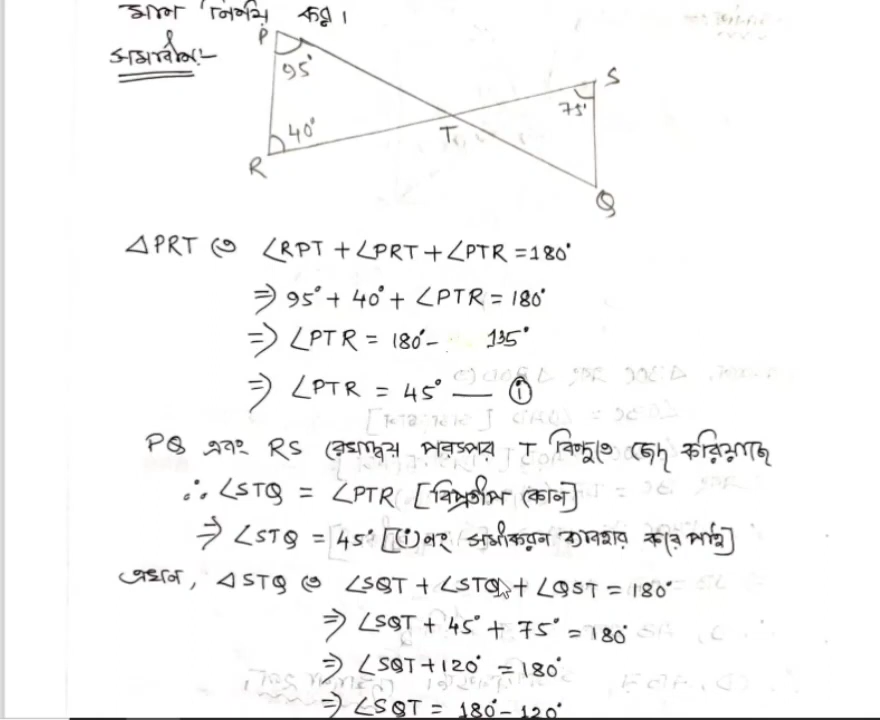 মান নির্ণয় কর।
সমাধানঃ-
P
95°
S
75°
40°
T
R
Q
△PRT ত ∠RPT + ∠PRT + ∠PTR = 180°
⇒ 95° + 40° + ∠PTR = 180°
⇒ ∠PTR = 180° - 135°
⇒ ∠PTR = 45° — (i)
PQ এবং RS রেখাদ্বয় পরস্পর T বিন্দুতে ছেদ করিয়াছে
∴ ∠STQ = ∠PTR [বিপ্রতীপ কোন]
⇒ ∠STQ = 45° [(i)নং সমীকরন ব্যবহার করে পাই]
এখন, △STQ ত ∠SQT + ∠STQ + ∠QST = 180°
⇒ ∠SQT + 45° + 75° = 180°
⇒ ∠SQT + 120° = 180°
⇒ ∠SQT = 180° - 120°